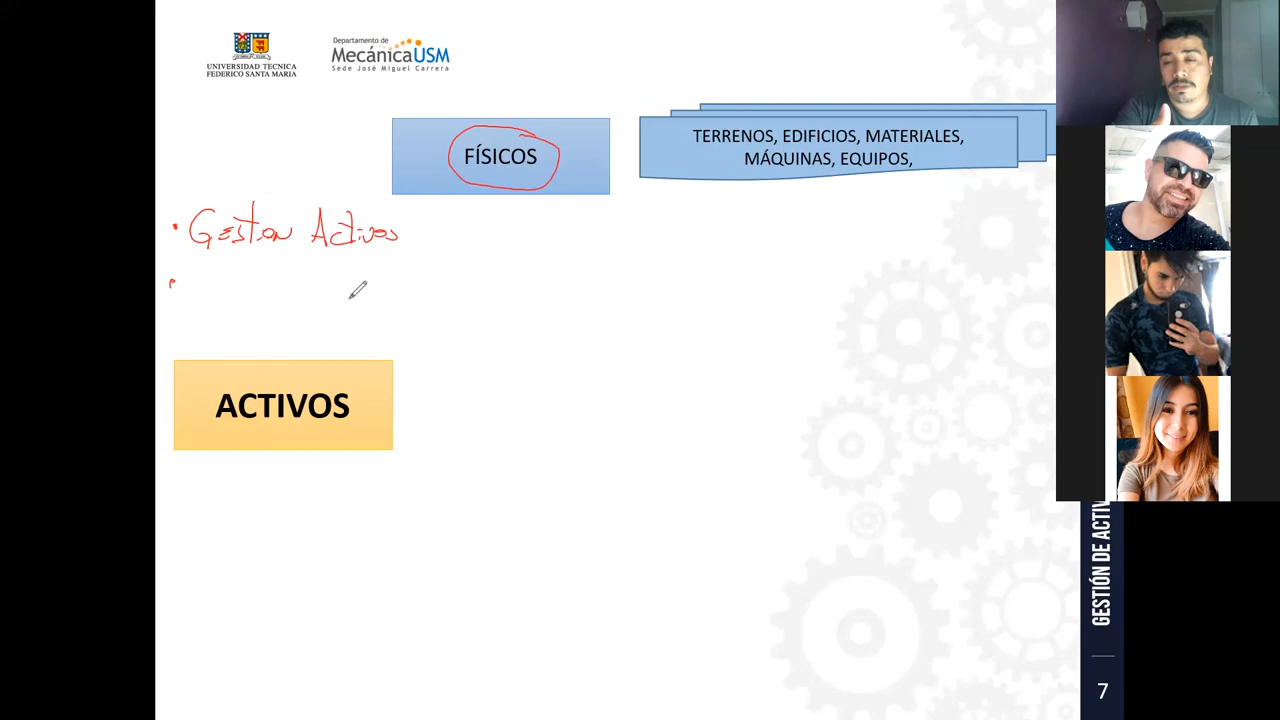 UNIVERSIDAD TECNICA
FEDERICO SANTA MARIA
Departamento de
MecánicaUSM
Sede José Miguel Carrera
FÍSICOS
TERRENOS, EDIFICIOS, MATERIALES,
MÁQUINAS, EQUIPOS,
• Gestion Activos
ACTIVOS
GESTIÓN DE ACTIV
7